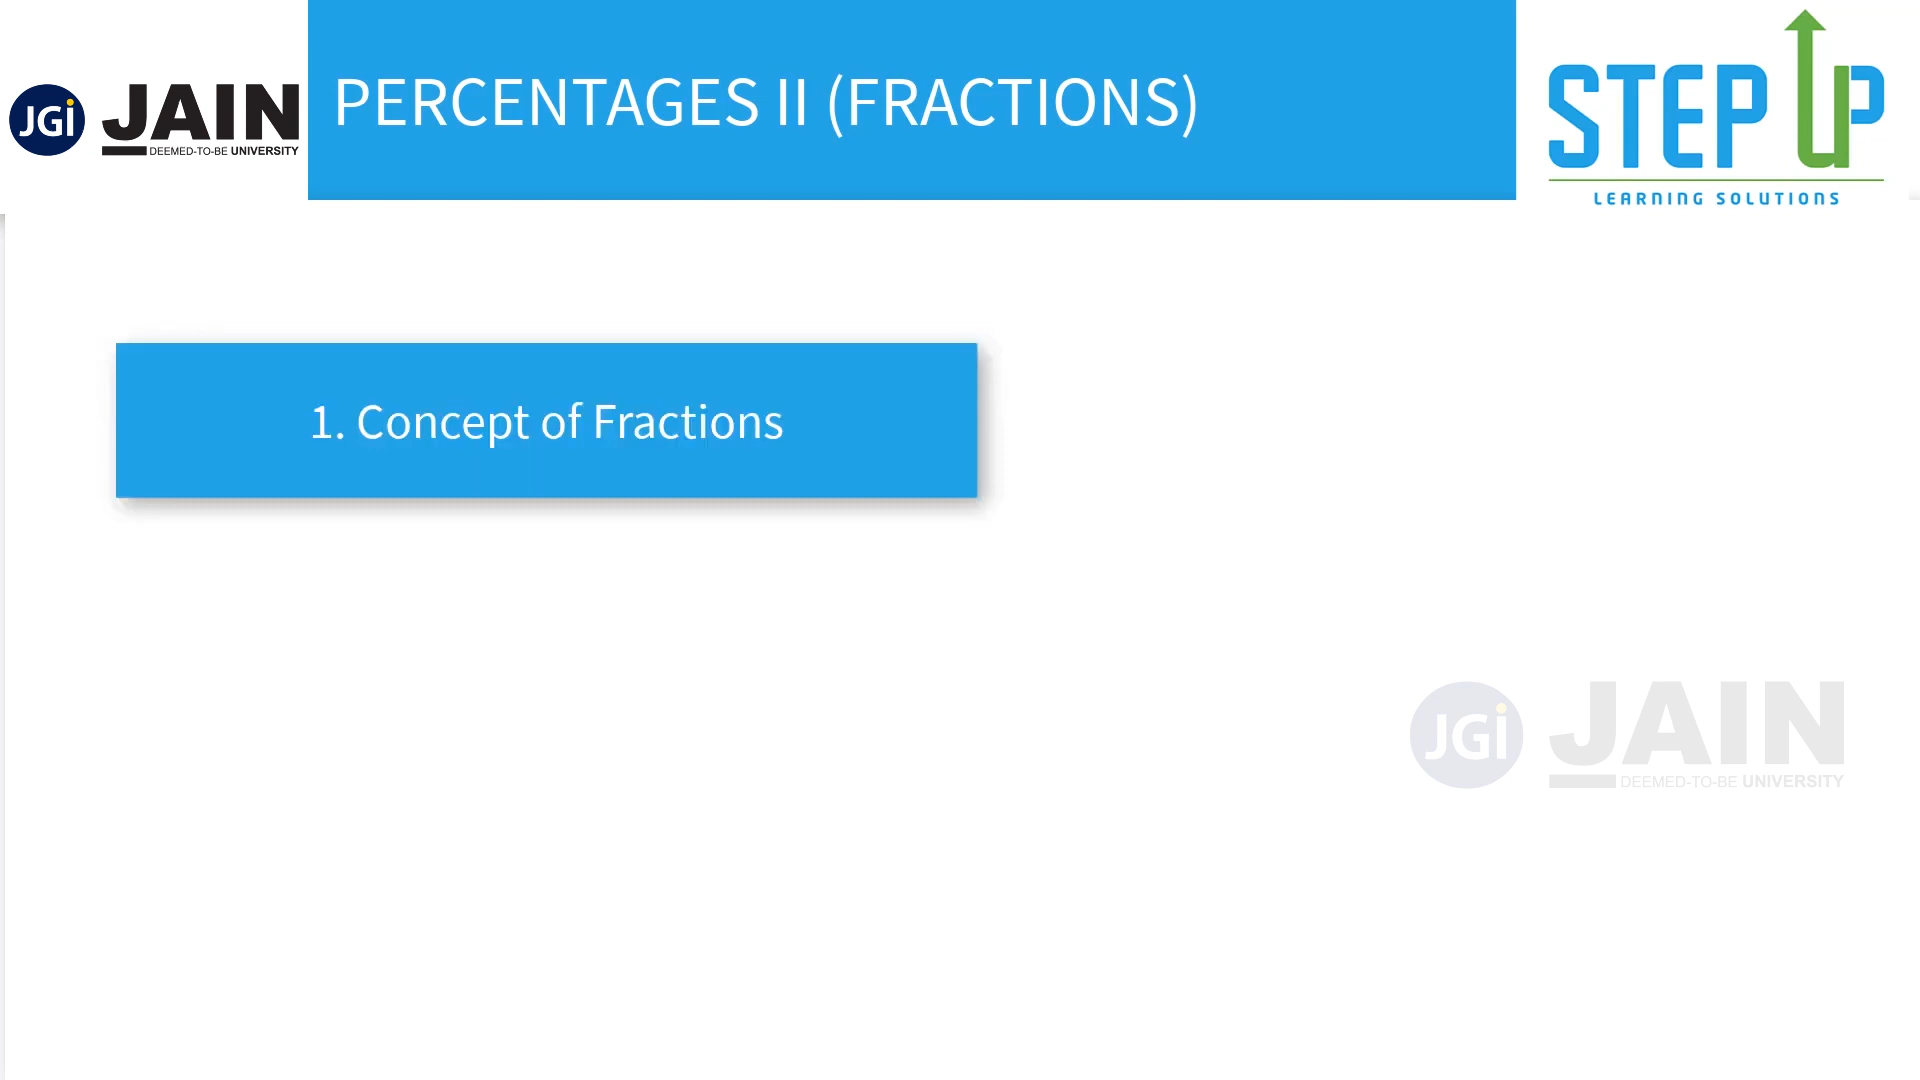 JGi JAIN
DEEMED-TO-BE UNIVERSITY
PERCENTAGES II (FRACTIONS)
STEP UP
LEARNING SOLUTIONS
1. Concept of Fractions
JGi JAIN
DEEMED-TO-BE UNIVERSITY